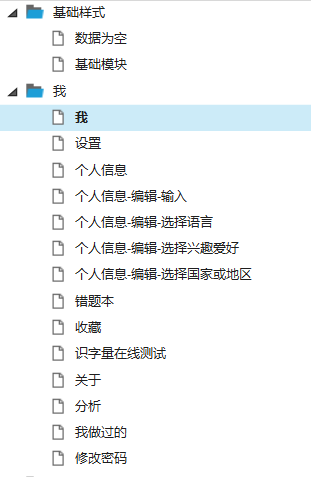 基础样式
数据为空
基础模块
我
我
设置
个人信息
个人信息-编辑-输入
个人信息-编辑-选择语言
个人信息-编辑-选择兴趣爱好
个人信息-编辑-选择国家或地区
错题本
收藏
识字量在线测试
关于
分析
我做过的
修改密码